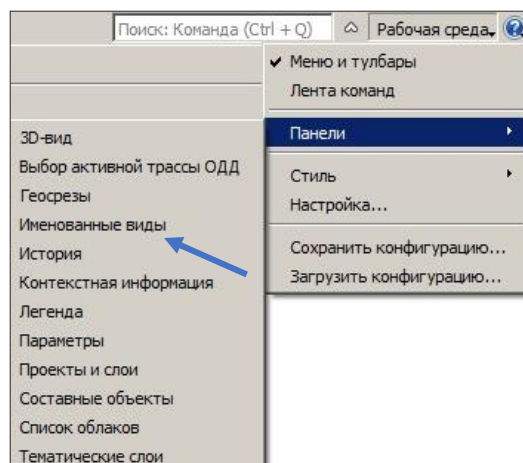 Поиск: Команда (Ctrl + Q) Рабочая среда
Меню и тулбары
Лента команд
Панели
Стиль
Настройка...
Сохранить конфигурацию...
Загрузить конфигурацию...
3D-вид
Выбор активной трассы ОДД
Геосрезы
Именованные виды
История
Контекстная информация
Легенда
Параметры
Проекты и слои
Составные объекты
Список облаков
Тематические слои